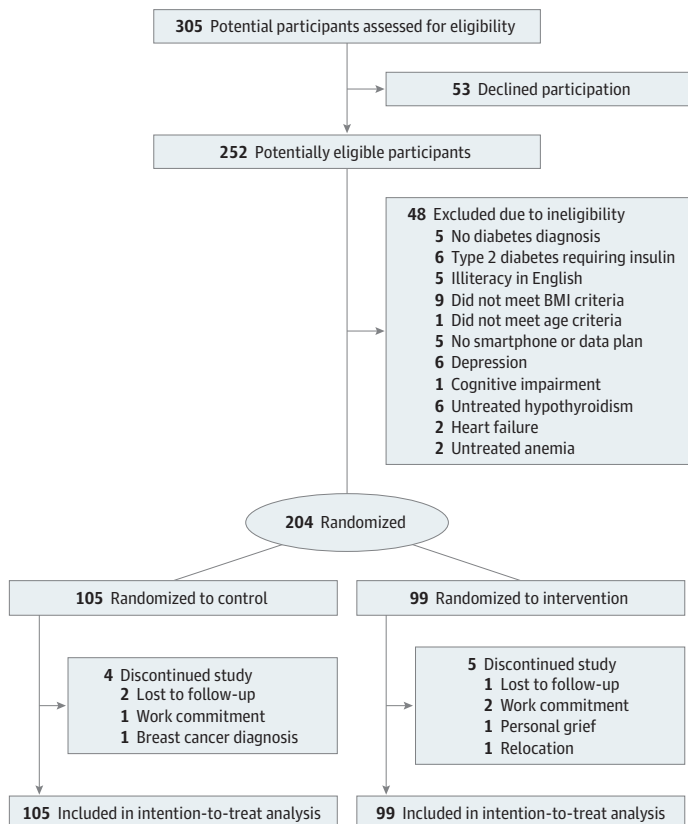 305 Potential participants assessed for eligibility
53 Declined participation
252 Potentially eligible participants
48 Excluded due to ineligibility
5 No diabetes diagnosis
6 Type 2 diabetes requiring insulin
5 Illiteracy in English
9 Did not meet BMI criteria
1 Did not meet age criteria
5 No smartphone or data plan
6 Depression
1 Cognitive impairment
6 Untreated hypothyroidism
2 Heart failure
2 Untreated anemia
204 Randomized
105 Randomized to control
99 Randomized to intervention
4 Discontinued study
2 Lost to follow-up
1 Work commitment
1 Breast cancer diagnosis
5 Discontinued study
1 Lost to follow-up
2 Work commitment
1 Personal grief
1 Relocation
105 Included in intention-to-treat analysis
99 Included in intention-to-treat analysis